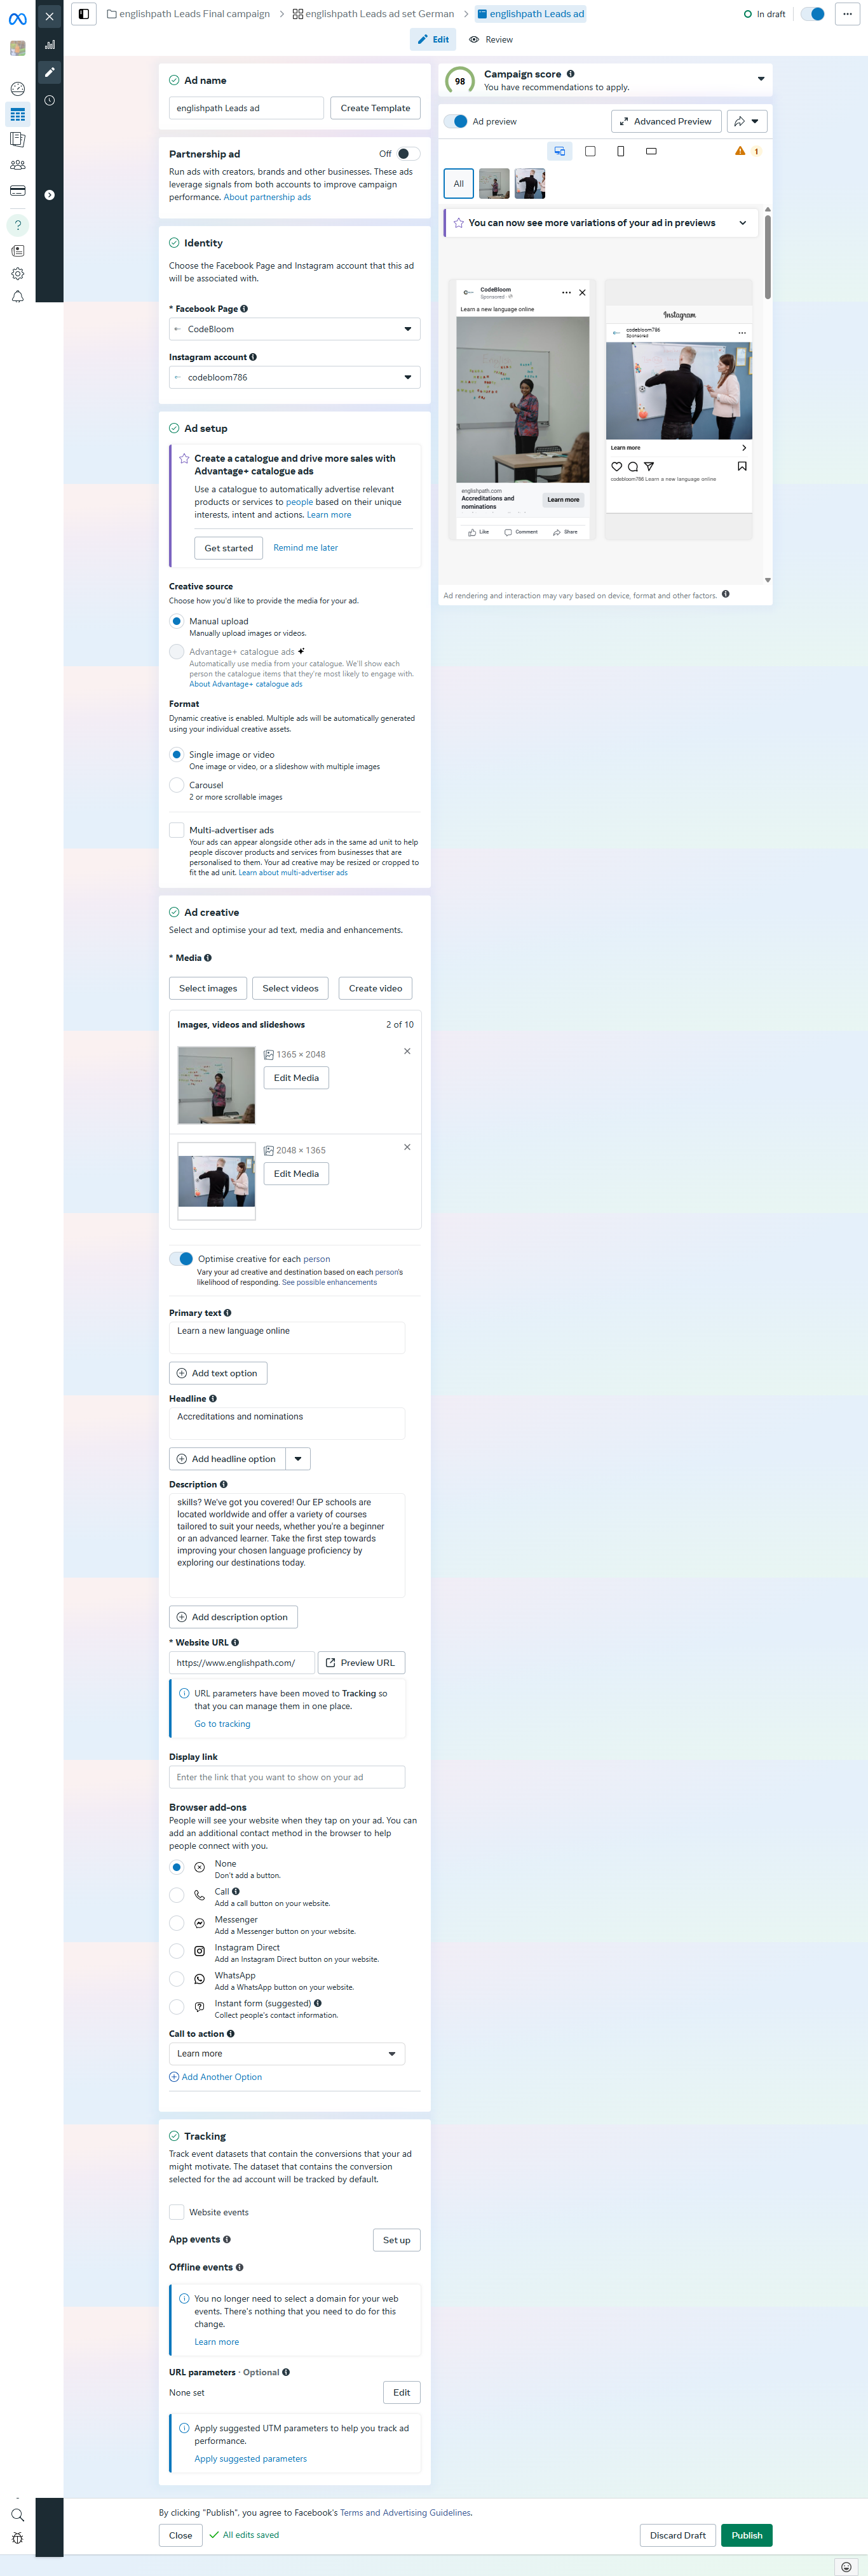 englishpath Leads Final campaign
englishpath Leads ad set German
englishpath Leads ad
In draft
Edit
Review
Ad name
englishpath Leads ad
Create Template
Partnership ad
Off
Run ads with creators, brands and other businesses. These ads
leverage signals from both accounts to improve campaign
performance. About partnership ads
Identity
Choose the Facebook Page and Instagram account that this ad
will be associated with.
* Facebook Page
CodeBloom
Instagram account
codebloom786
Ad setup
Create a catalogue and drive more sales with
Advantage+ catalogue ads
Use a catalogue to automatically advertise relevant
products or services to people based on their unique
interests, intent and actions. Learn more
Get started
Remind me later
Creative source
Choose how you'd like to provide the media for your ad.
Manual upload
Manually upload images or videos.
Advantage+ catalogue ads
Automatically use media from your catalogue. We'll show each
person the catalogue items that they're most likely to engage with.
About Advantage+ catalogue ads
Format
Dynamic creative is enabled. Multiple ads will be automatically generated
using your individual creative assets.
Single image or video
One image or video, or a slideshow with multiple images
Carousel
2 or more scrollable images
Multi-advertiser ads
Your ads can appear alongside other ads in the same ad unit to help
people discover products and services from businesses that are
personalised to them. Your ad creative may be resized or cropped to
fit the ad unit. Learn about multi-advertiser ads
Ad creative
Select and optimise your ad text, media and enhancements.
* Media
Select images
Select videos
Create video
Images, videos and slideshows
2 of 10
1365 × 2048
Edit Media
2048 × 1365
Edit Media
Optimise creative for each person
Vary your ad creative and destination based on each person's
likelihood of responding. See possible enhancements
Primary text
Learn a new language online
Add text option
Headline
Accreditations and nominations
Add headline option
Description
skills? We've got you covered! Our EP schools are
located worldwide and offer a variety of courses
tailored to suit your needs, whether you're a beginner
or an advanced learner. Take the first step towards
improving your chosen language proficiency by
exploring our destinations today.
Add description option
* Website URL
https://www.englishpath.com/
Preview URL
URL parameters have been moved to Tracking so
that you can manage them in one place.
Go to tracking
Display link
Enter the link that you want to show on your ad
Browser add-ons
People will see your website when they tap on your ad. You can
add an additional contact method in the browser to help
people connect with you.
None
Don't add a button.
Call
Add a call button on your website.
Messenger
Add a Messenger button on your website.
Instagram Direct
Add an Instagram Direct button on your website.
WhatsApp
Add a WhatsApp button on your website.
Instant form (suggested)
Collect people's contact information.
Call to action
Learn more
Add Another Option
Tracking
Track event datasets that contain the conversions that your ad
might motivate. The dataset that contains the conversion
selected for the ad account will be tracked by default.
Website events
App events
Set up
Offline events
You no longer need to select a domain for your web
events. There's nothing that you need to do for this
change.
Learn more
URL parameters · Optional
None set
Edit
Apply suggested UTM parameters to help you track ad
performance.
Apply suggested parameters
98
Campaign score
You have recommendations to apply.
Ad preview
Advanced Preview
1
All
You can now see more variations of your ad in previews
CodeBloom
Sponsored
Learn a new language online
englishpath.com
Accreditations and
nominations
Learn more
Like
Comment
Share
Instagram
codebloom786
Sponsored
Learn more
codebloom786 Learn a new language online
Ad rendering and interaction may vary based on device, format and other factors.
By clicking "Publish", you agree to Facebook's Terms and Advertising Guidelines.
Close
All edits saved
Discard Draft
Publish